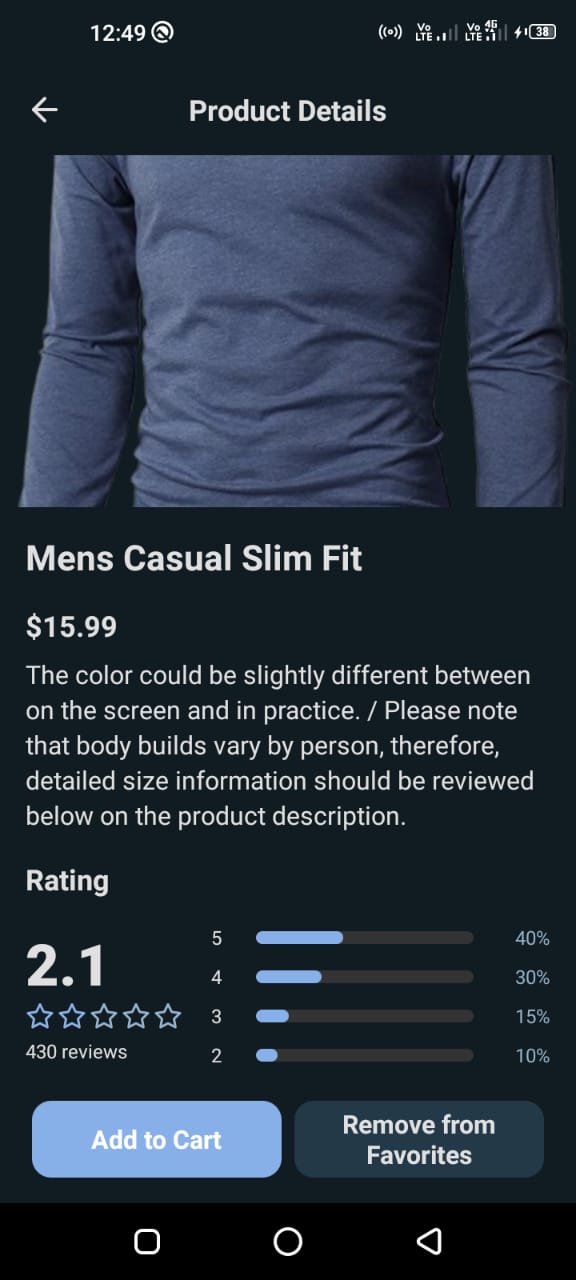 12:49
Vo LTE Vo LTE 4G 38
Product Details
Mens Casual Slim Fit
$15.99
The color could be slightly different between
on the screen and in practice. / Please note
that body builds vary by person, therefore,
detailed size information should be reviewed
below on the product description.
Rating
2.1
430 reviews
5 40%
4 30%
3 15%
2 10%
Add to Cart
Remove from
Favorites